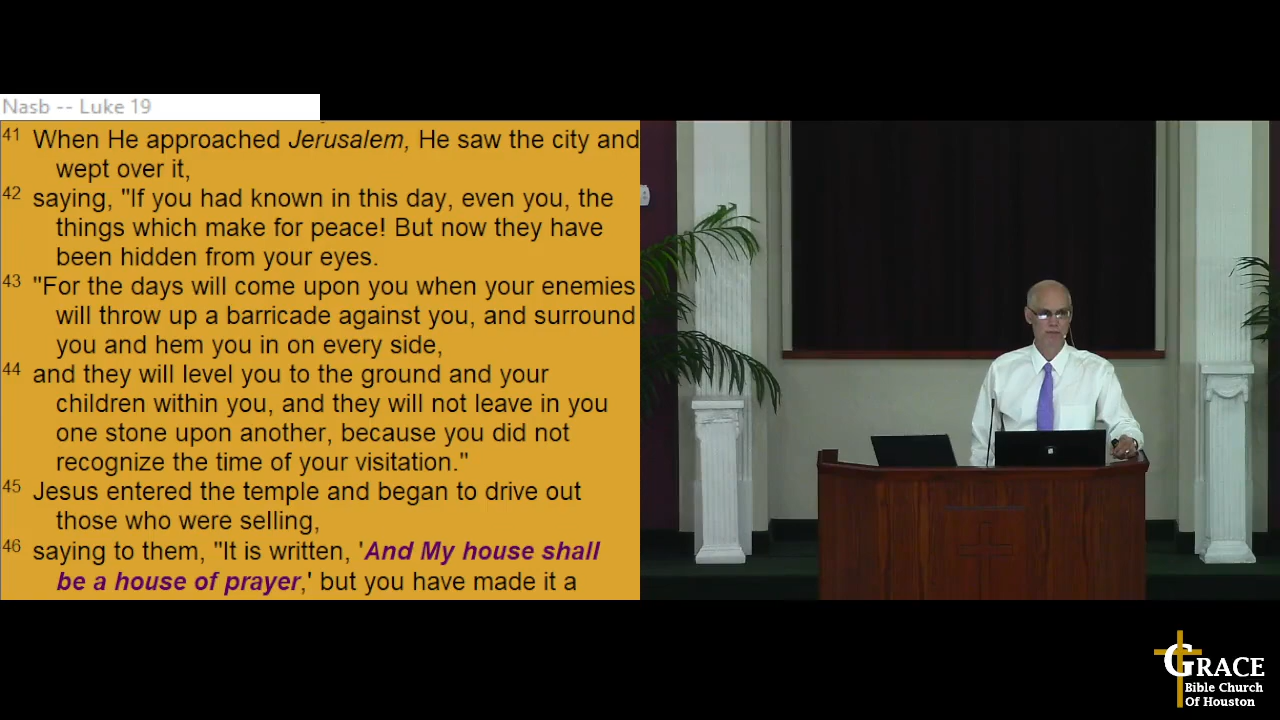 Nasb -- Luke 19
41 When He approached Jerusalem, He saw the city and
wept over it,
42 saying, "If you had known in this day, even you, the
things which make for peace! But now they have
been hidden from your eyes.
43 "For the days will come upon you when your enemies
will throw up a barricade against you, and surround
you and hem you in on every side,
44 and they will level you to the ground and your
children within you, and they will not leave in you
one stone upon another, because you did not
recognize the time of your visitation."
45 Jesus entered the temple and began to drive out
those who were selling,
46 saying to them, "It is written, 'And My house shall
be a house of prayer,' but you have made it a
GRACE
Bible Church
Of Houston